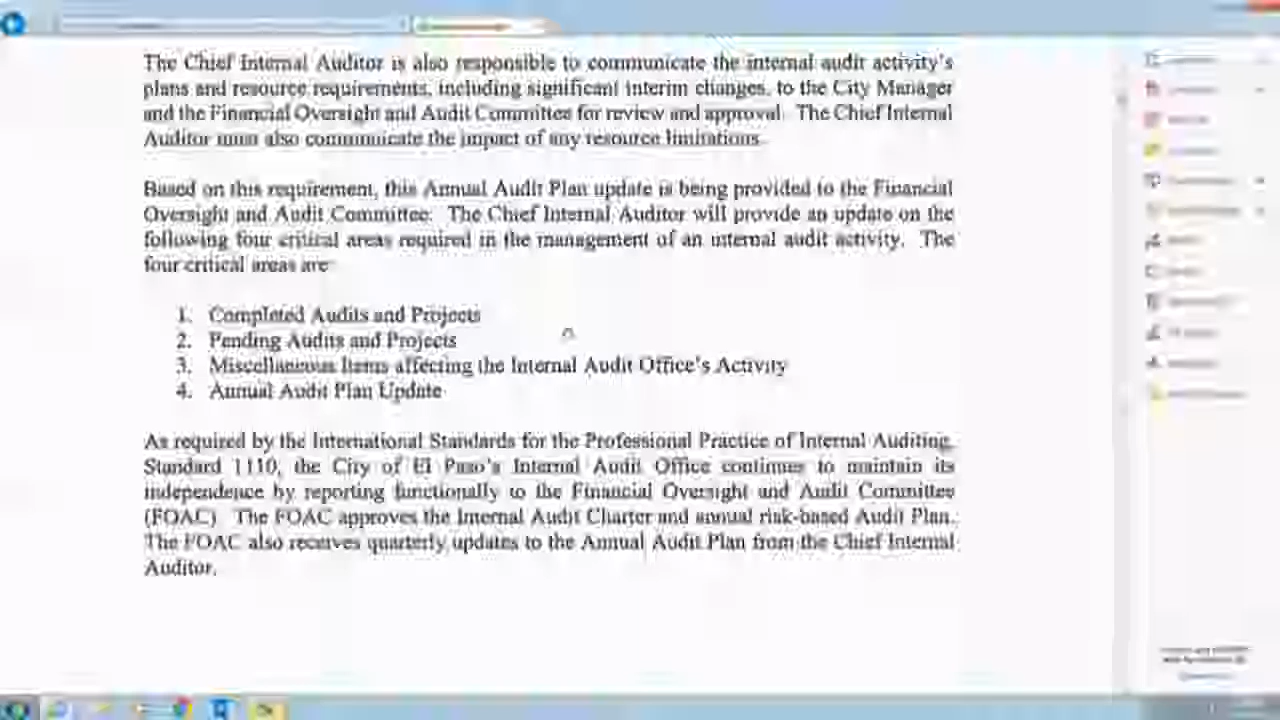 The Chief Internal Auditor is also responsible to communicate the internal audit activity's
plans and resource requirements, including significant interim changes, to the City Manager
and the Financial Oversight and Audit Committee for review and approval. The Chief Internal
Auditor must also communicate the impact of any resource limitations.
Based on this requirement, this Annual Audit Plan update is being provided to the Financial
Oversight and Audit Committee. The Chief Internal Auditor will provide an update on the
following four critical areas required in the management of an internal audit activity. The
four critical areas are:
1. Completed Audits and Projects
2. Pending Audits and Projects
3. Miscellaneous Items affecting the Internal Audit Office's Activity
4. Annual Audit Plan Update
As required by the International Standards for the Professional Practice of Internal Auditing,
Standard 1110, the City of El Paso's Internal Audit Office continues to maintain its
independence by reporting functionally to the Financial Oversight and Audit Committee
(FOAC). The FOAC approves the Internal Audit Charter and annual risk-based Audit Plan.
The FOAC also receives quarterly updates to the Annual Audit Plan from the Chief Internal
Auditor.